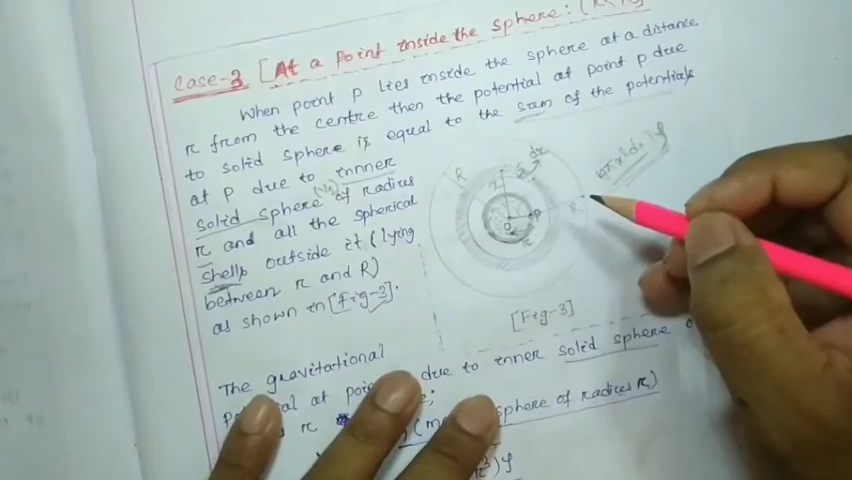 Case-3 [At a point inside the sphere:
When point P lies inside the sphere at a distance
r from the centre then the potential at point P due
to solid sphere is equal to the sum of the potentials
at P due to inner
solid sphere of radius
r and all the spherical
shells outside it (lying
between r and R)
as shown in [Fig-3].
R
x
dx
P
O
r
R
[Fig-3]
The gravitational
due to inner solid sphere
sphere of radius r)